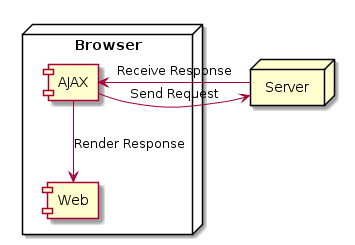 Browser
AJAX
Receive Response
Send Request
Server
Render Response
Web